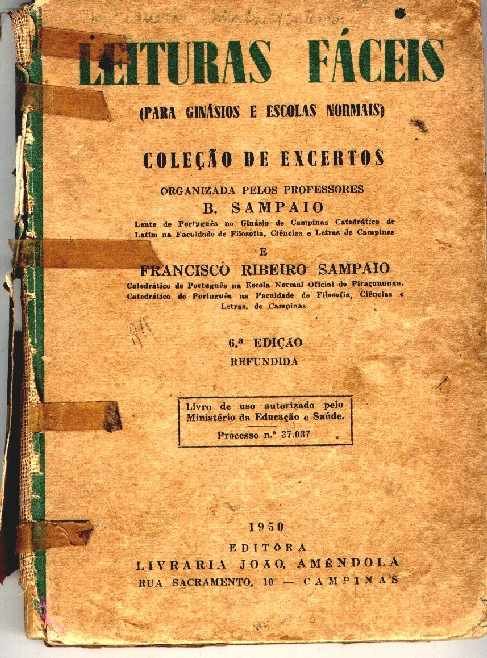 LEITURAS FÁCEIS
(PARA GINÁSIOS E ESCOLAS NORMAIS)
COLEÇÃO DE EXCERTOS
ORGANIZADA PELOS PROFESSORES
B. SAMPAIO
Lente de Português no Ginásio de Campinas Catedrático de
Latim na Faculdade de Filosofia, Ciências e Letras de Campinas
E
FRANCISCO RIBEIRO SAMPAIO
Catedrático de Português na Escola Normal Oficial de Piraçununga,
Catedrático de Português na Faculdade de Filosofia, Ciências e
Letras, de Campinas
6.ª EDIÇÃO
REFUNDIDA
Livro de uso autorizado pelo
Ministério da Educação e Saúde.
Processo n.º 37.037
1950
EDITÔRA
LIVRARIA JOÃO AMÊNDOLA
RUA SACRAMENTO, 10 — CAMPINAS